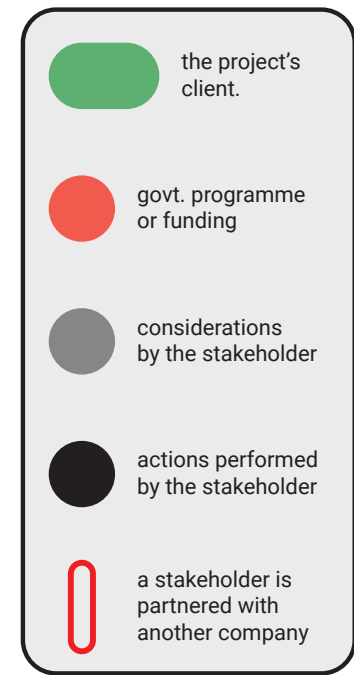 the project's
client.
govt. programme
or funding
considerations
by the stakeholder
actions performed
by the stakeholder
a stakeholder is
partnered with
another company